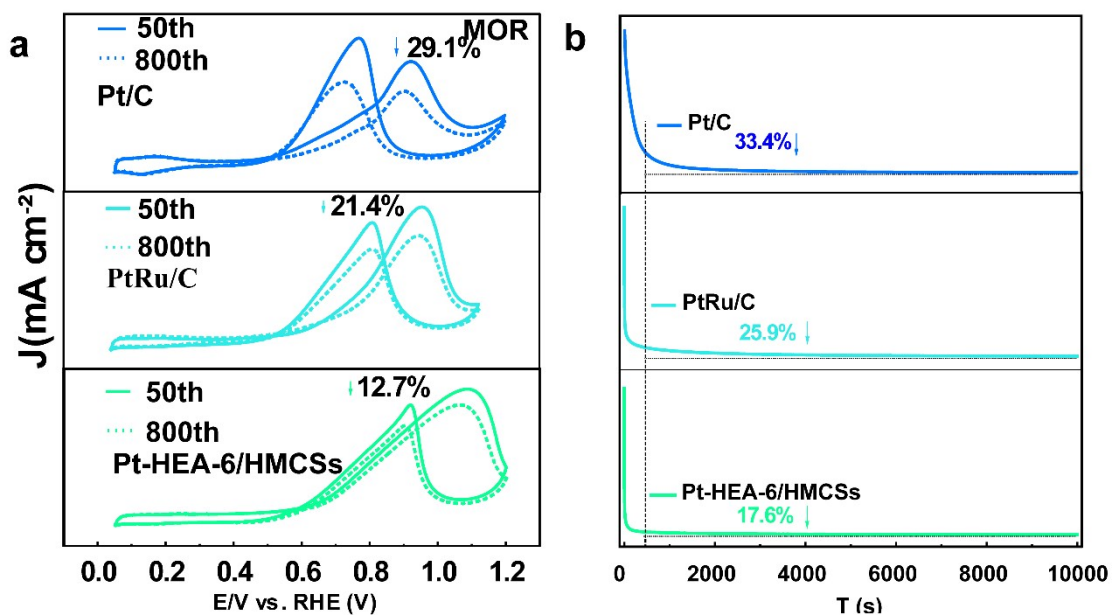 a
50th
800th
Pt/C
MOR
↓ 29.1%
50th
800th
PtRu/C
↓ 21.4%
50th
800th
Pt-HEA-6/HMCSs
↓ 12.7%
J(mA cm⁻²)
0.0 0.2 0.4 0.6 0.8 1.0 1.2
E/V vs. RHE (V)
b
Pt/C
33.4% ↓
PtRu/C
25.9% ↓
Pt-HEA-6/HMCSs
17.6% ↓
0 2000 4000 6000 8000 10000
T (s)